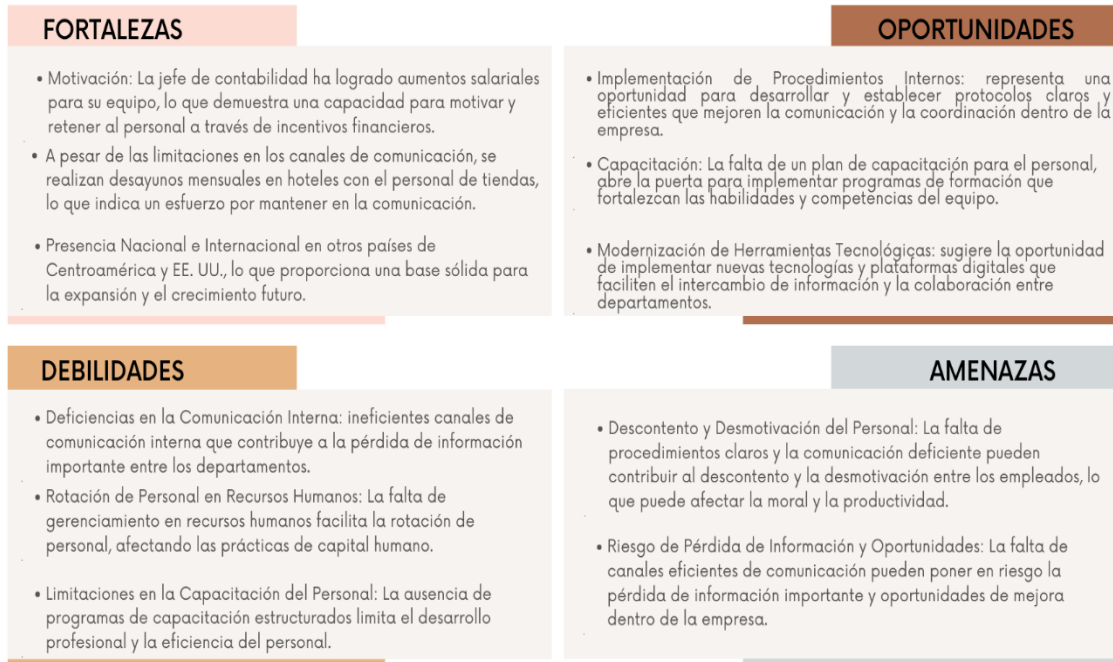 FORTALEZAS
• Motivación: La jefe de contabilidad ha logrado aumentos salariales
para su equipo, lo que demuestra una capacidad para motivar y
retener al personal a través de incentivos financieros.
• A pesar de las limitaciones en los canales de comunicación, se
realizan desayunos mensuales en hoteles con el personal de tiendas,
lo que indica un esfuerzo por mantener en la comunicación.
• Presencia Nacional e Internacional en otros países de
Centroamérica y EE. UU., lo que proporciona una base sólida para
la expansión y el crecimiento futuro.
OPORTUNIDADES
• Implementación de Procedimientos Internos: representa una
oportunidad para desarrollar y establecer protocolos claros y
eficientes que mejoren la comunicación y la coordinación dentro de la
empresa.
• Capacitación: La falta de un plan de capacitación para el personal,
abre la puerta para implementar programas de formación que
fortalezcan las habilidades y competencias del equipo.
• Modernización de Herramientas Tecnológicas: sugiere la oportunidad
de implementar nuevas tecnologías y plataformas digitales que
faciliten el intercambio de información y la colaboración entre
departamentos.
DEBILIDADES
• Deficiencias en la Comunicación Interna: ineficientes canales de
comunicación interna que contribuye a la pérdida de información
importante entre los departamentos.
• Rotación de Personal en Recursos Humanos: La falta de
gerenciamiento en recursos humanos facilita la rotación de
personal, afectando las prácticas de capital humano.
• Limitaciones en la Capacitación del Personal: La ausencia de
programas de capacitación estructurados limita el desarrollo
profesional y la eficiencia del personal.
AMENAZAS
• Descontento y Desmotivación del Personal: La falta de
procedimientos claros y la comunicación deficiente pueden
contribuir al descontento y la desmotivación entre los empleados, lo
que puede afectar la moral y la productividad.
• Riesgo de Pérdida de Información y Oportunidades: La falta de
canales eficientes de comunicación pueden poner en riesgo la
pérdida de información importante y oportunidades de mejora
dentro de la empresa.